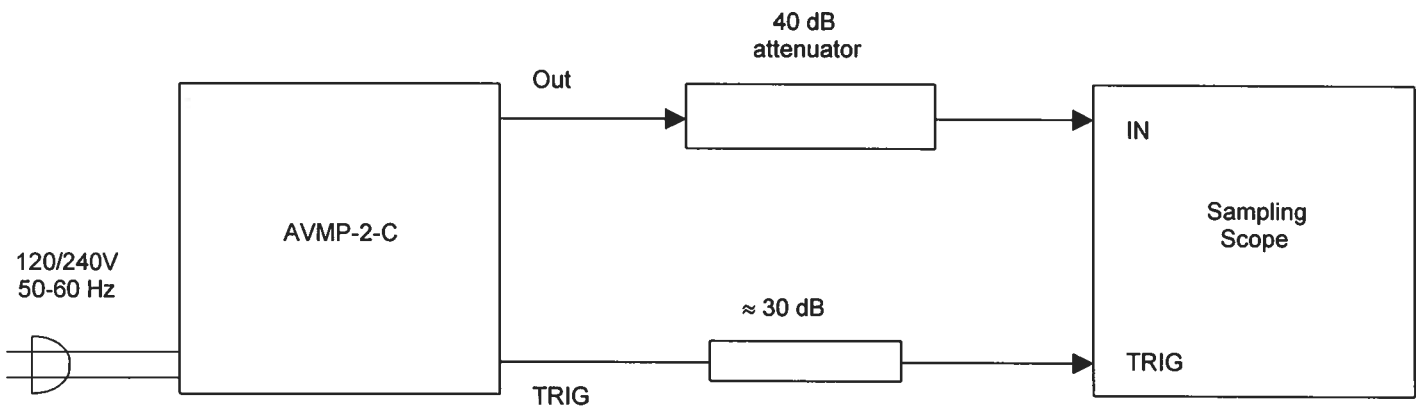 40 dB
attenuator
Out
IN
AVMP-2-C
Sampling
Scope
120/240V
50-60 Hz
≈ 30 dB
TRIG
TRIG